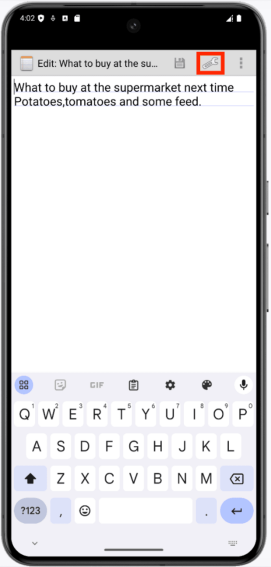 4:02
Edit: What to buy at the su...
What to buy at the supermarket next time
Potatoes,tomatoes and some feed.
GIF
Q1 W2 E3 R4 T5 Y6 U7 I8 O9 P0
A S D F G H J K L
Z X C V B N M
?123 , .